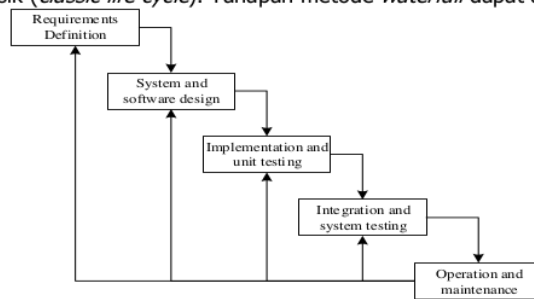 (classic life cycle). Tahapan metode waterfall dapat
Requirements
Definition
System and
software design
Implementation and
unit testing
Integration and
system testing
Operation and
maintenance